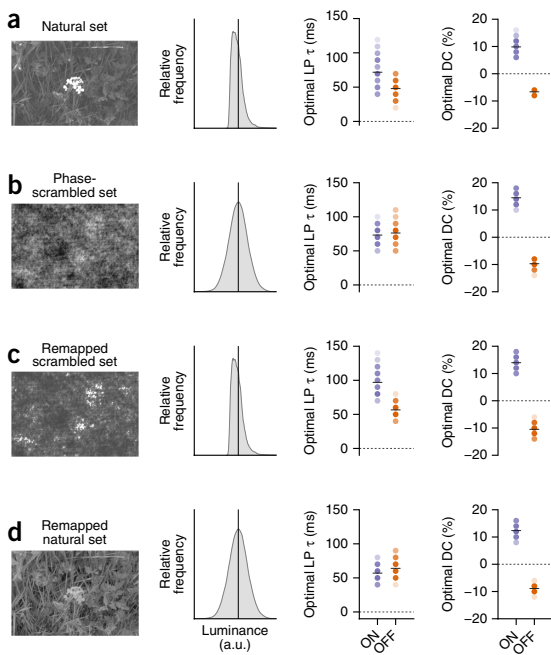 a
Natural set
Relative frequency
Optimal LP τ (ms)
150
100
50
0
Optimal DC (%)
20
10
0
−10
−20
b
Phase-
scrambled set
Relative frequency
Optimal LP τ (ms)
150
100
50
0
Optimal DC (%)
20
10
0
−10
−20
c
Remapped
scrambled set
Relative frequency
Optimal LP τ (ms)
150
100
50
0
Optimal DC (%)
20
10
0
−10
−20
d
Remapped
natural set
Relative frequency
Luminance
(a.u.)
Optimal LP τ (ms)
150
100
50
0
ON
OFF
Optimal DC (%)
20
10
0
−10
−20
ON
OFF